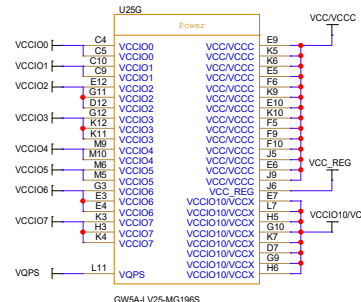 U25G
Power
VCC/VCCC
VCCIO0
C4 VCCIO0 VCC/VCCC E9
C5 VCCIO0 VCC/VCCC K5
VCCIO1
C10 VCCIO1 VCC/VCCC K6
C9 VCCIO1 VCC/VCCC E5
VCCIO2
E12 VCCIO2 VCC/VCCC F6
G11 VCCIO2 VCC/VCCC K9
D12 VCCIO2 VCC/VCCC E10
VCCIO3
G12 VCCIO3 VCC/VCCC K10
K12 VCCIO3 VCC/VCCC F5
K11 VCCIO3 VCC/VCCC F9
VCCIO4
M9 VCCIO4 VCC/VCCC F10
M10 VCCIO4 VCC/VCCC J5
VCCIO5
M6 VCCIO5 VCC/VCCC E6
M5 VCCIO5 VCC/VCCC J9
VCC_REG
VCCIO6
G3 VCCIO6 VCC_REG J6
E3 VCCIO6 VCCIO10/VCCX E7
E4 VCCIO6 VCCIO10/VCCX L7
VCCIO7
K3 VCCIO7 VCCIO10/VCCX H5
H3 VCCIO7 VCCIO10/VCCX G10
K4 VCCIO7 VCCIO10/VCCX K7
VCCIO10/VC
VCCIO10/VCCX D7
VCCIO10/VCCX G9
VQPS
L11 VQPS VCCIO10/VCCX H6
GW5A-LV25-MG196S